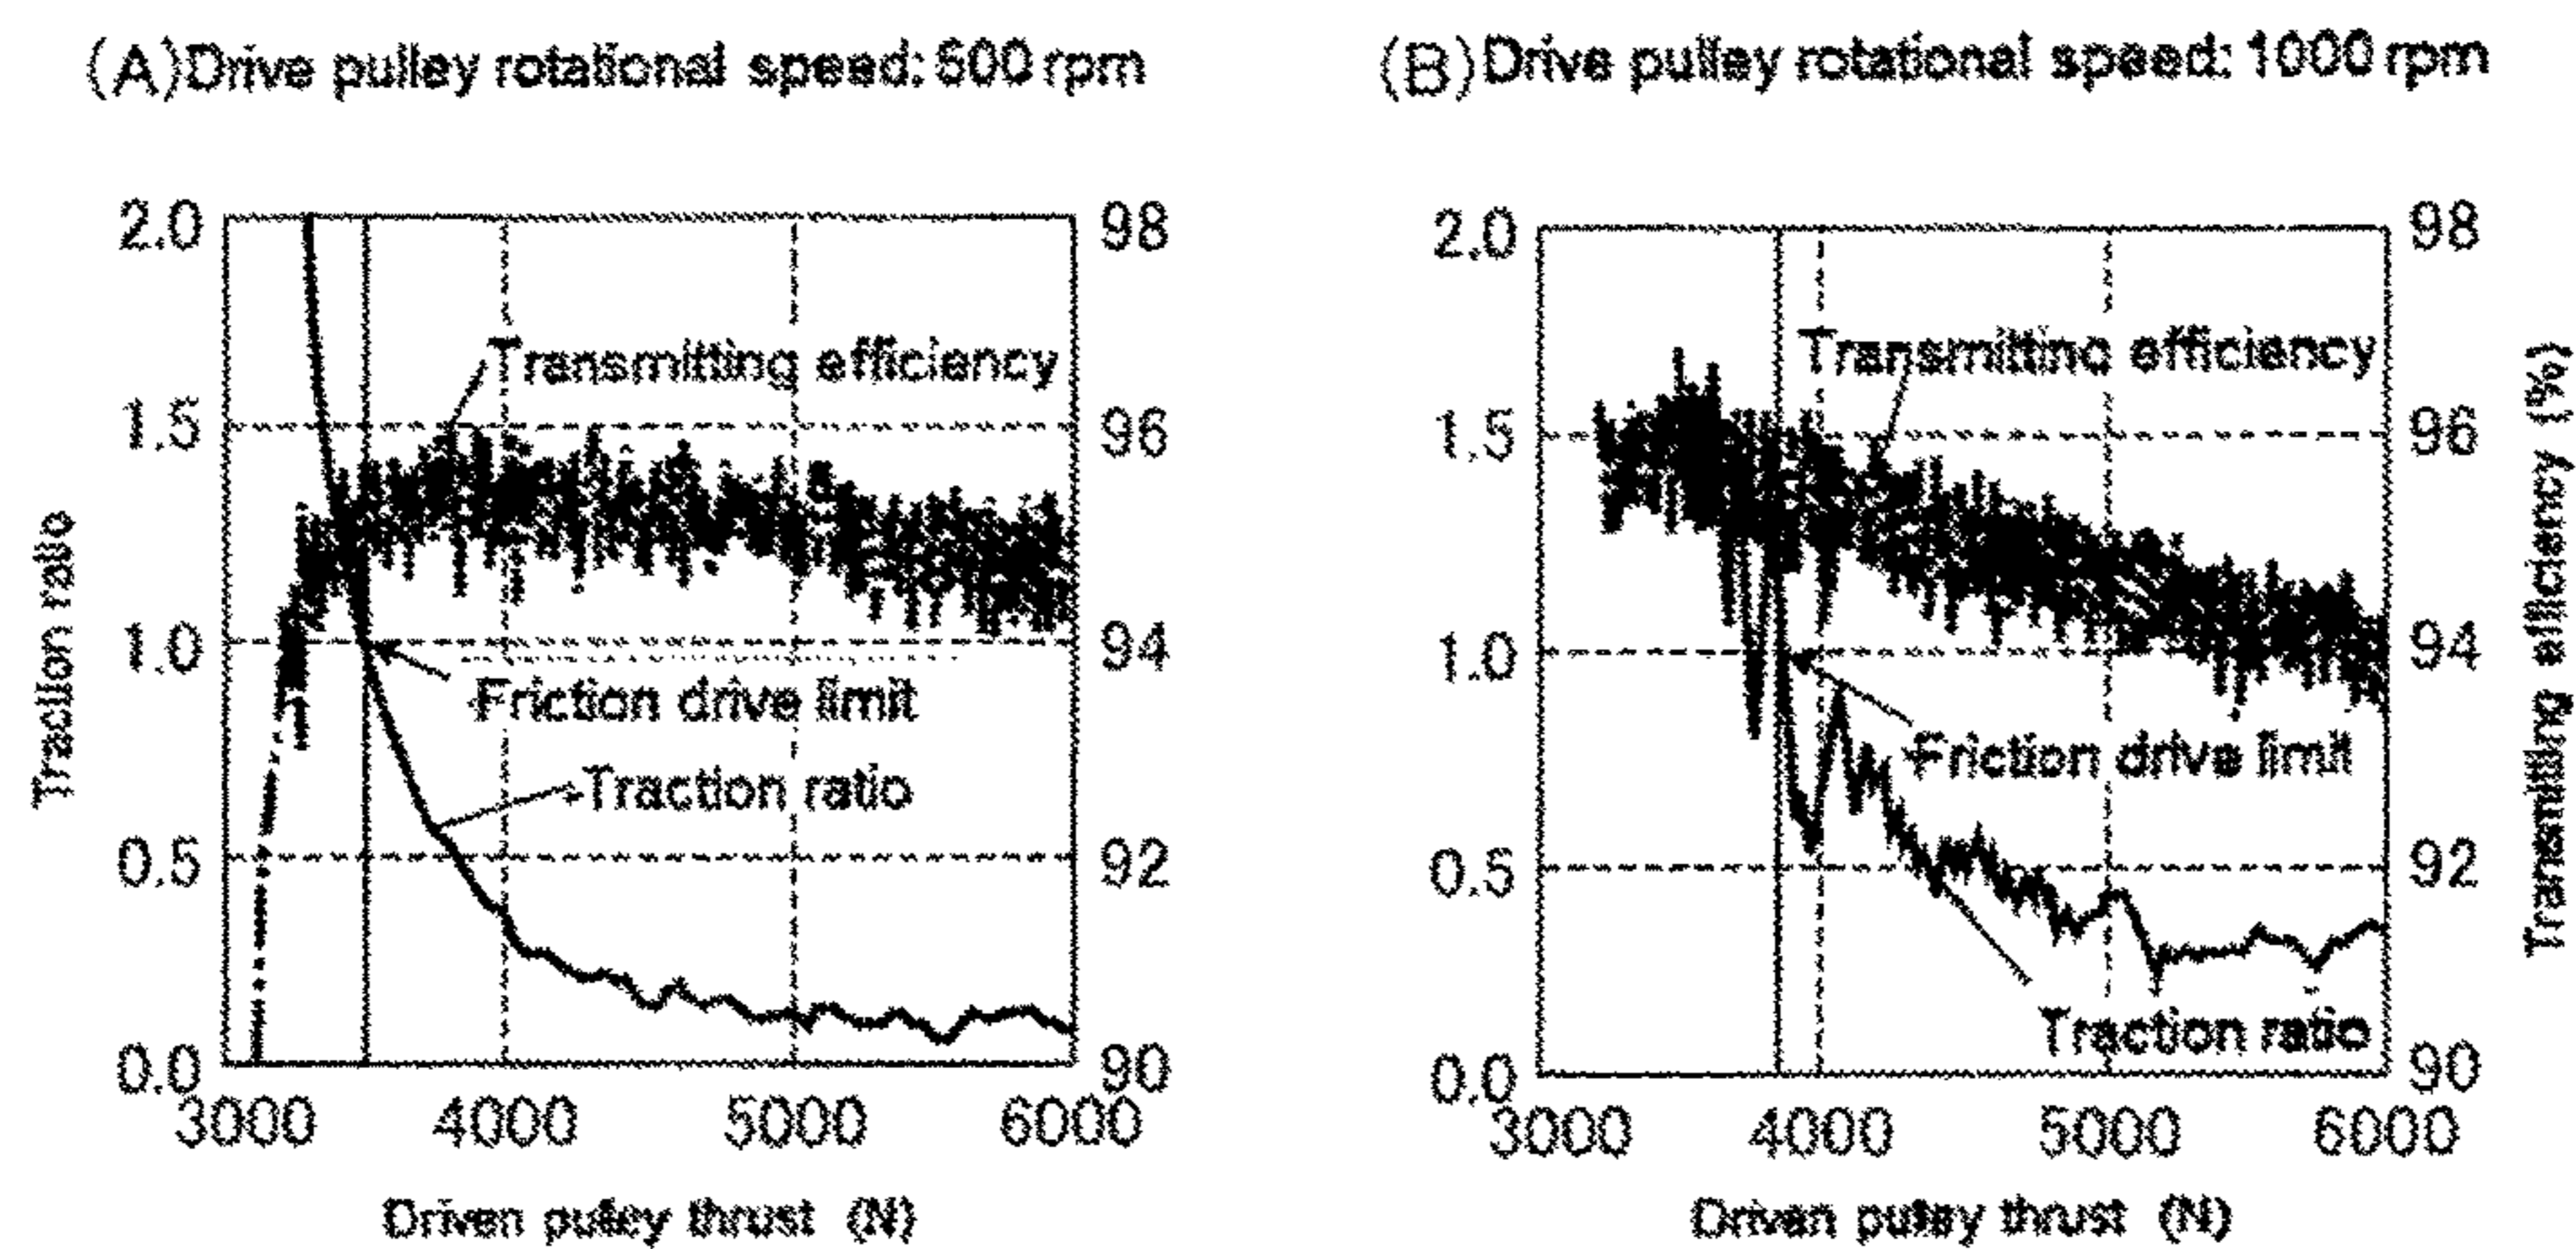 (A) Drive pulley rotational speed: 500 rpm
2.0
1.5
1.0
0.5
0.0
98
96
94
92
90
3000 4000 5000 6000
Traction ratio
Transmitting efficiency
Friction drive limit
Traction ratio
Driven pulley thrust (N)
(B) Drive pulley rotational speed: 1000 rpm
2.0
1.5
1.0
0.5
0.0
98
96
94
92
90
3000 4000 5000 6000
Transmitting efficiency
Friction drive limit
Traction ratio
Transmitting efficiency (%)
Driven pulley thrust (N)